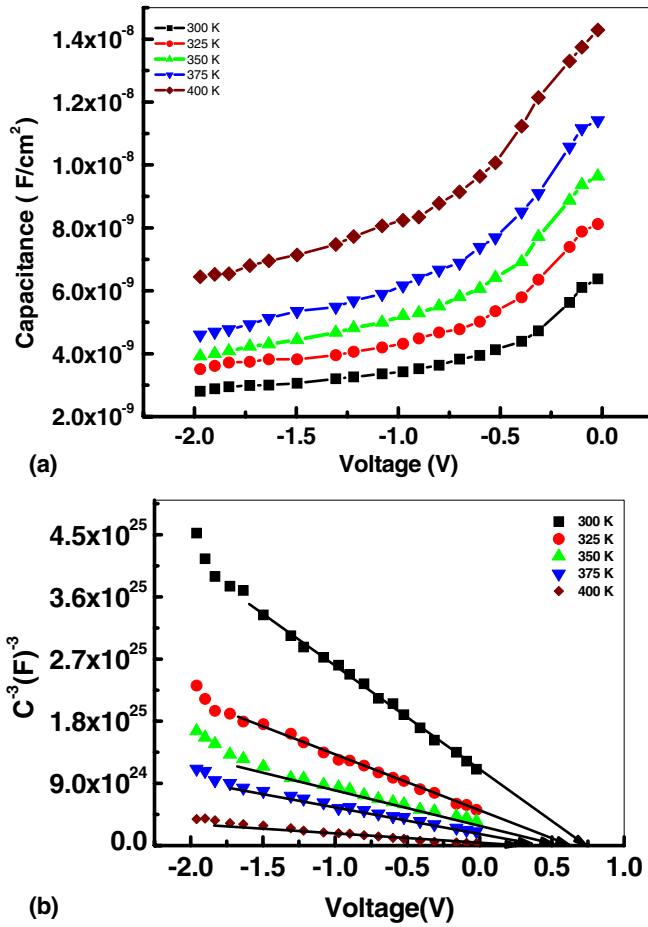 1.4x10⁻⁸
1.2x10⁻⁸
1.0x10⁻⁸
8.0x10⁻⁹
6.0x10⁻⁹
4.0x10⁻⁹
2.0x10⁻⁹
Capacitance ( F/cm²)
300 K
325 K
350 K
375 K
400 K
-2.0 -1.5 -1.0 -0.5 0.0
Voltage (V)
(a)
4.5x10²⁵
3.6x10²⁵
2.7x10²⁵
1.8x10²⁵
9.0x10²⁴
0.0
C⁻³(F)⁻³
300 K
325 K
350 K
375 K
400 K
-2.0 -1.5 -1.0 -0.5 0.0 0.5 1.0
Voltage(V)
(b)